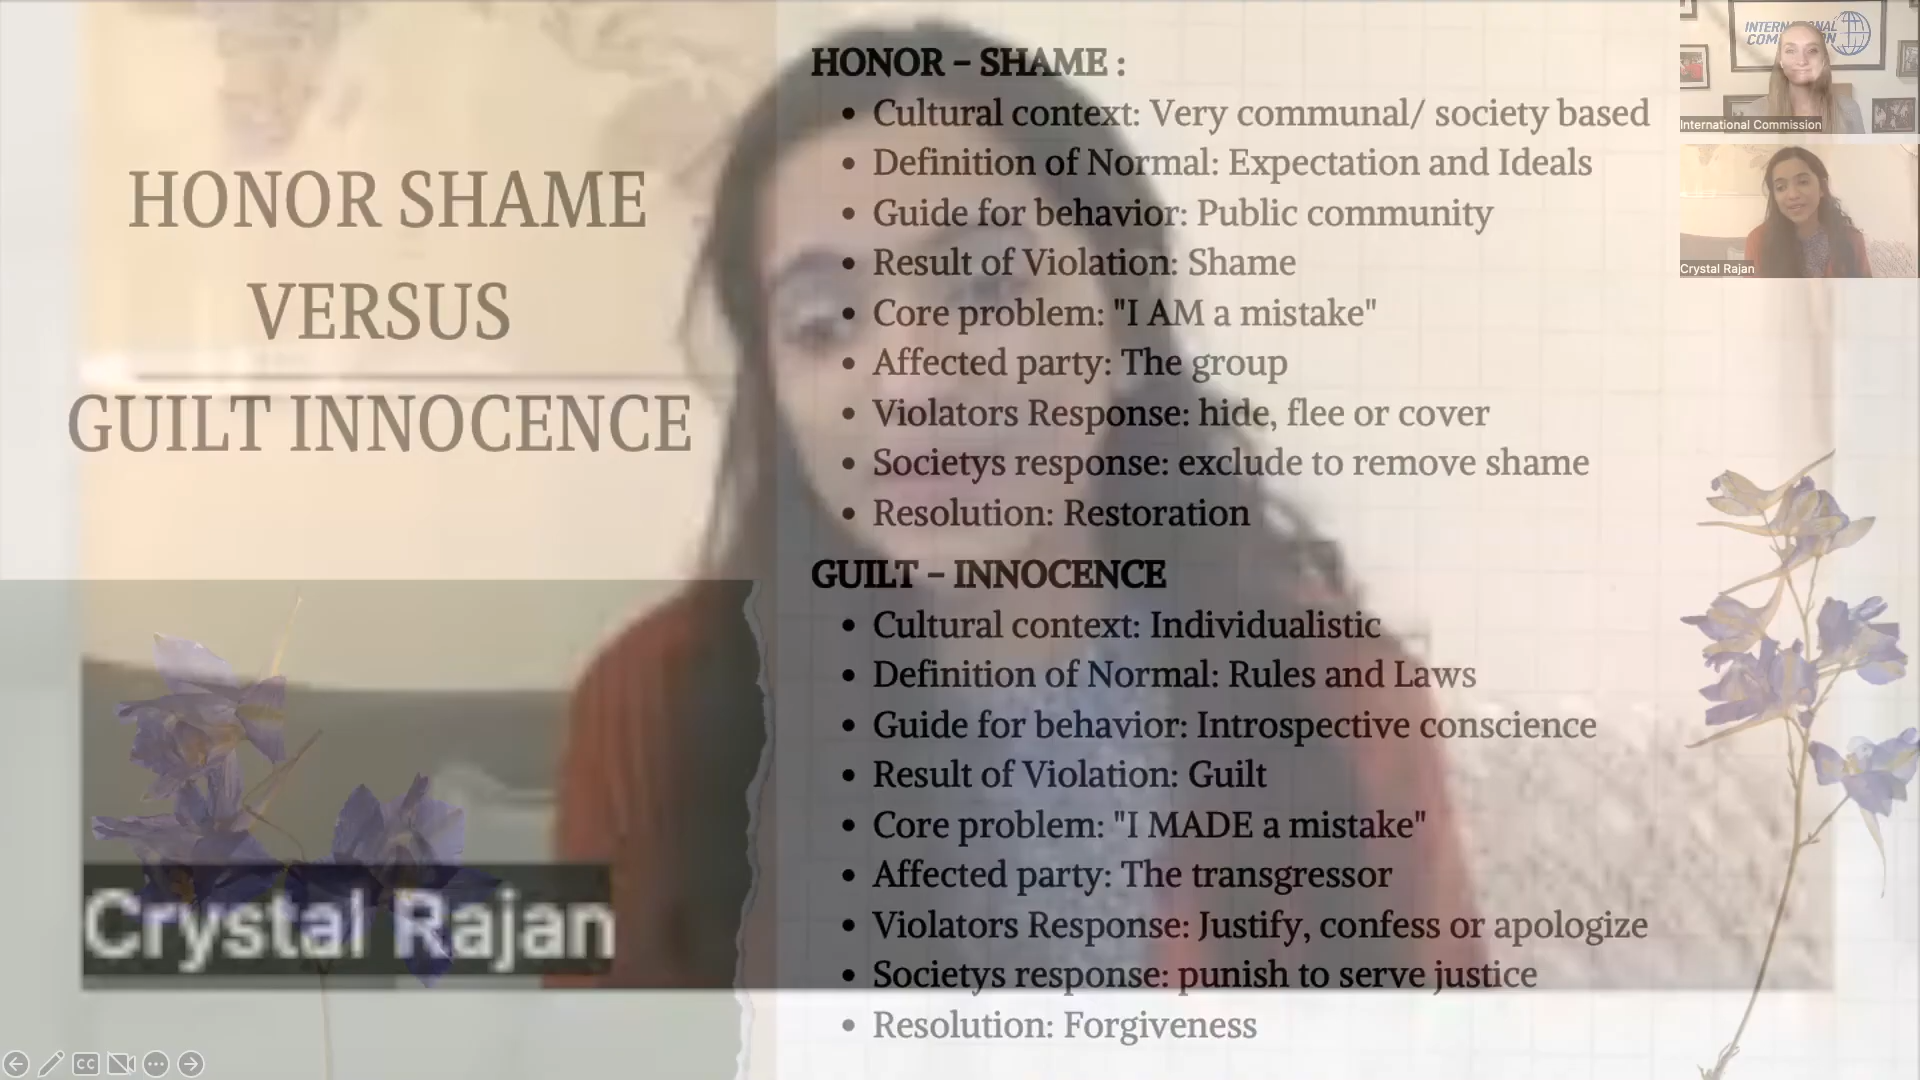 HONOR SHAME
VERSUS
GUILT INNOCENCE
HONOR – SHAME :
• Cultural context: Very communal/ society based
• Definition of Normal: Expectation and Ideals
• Guide for behavior: Public community
• Result of Violation: Shame
• Core problem: "I AM a mistake"
• Affected party: The group
• Violators Response: hide, flee or cover
• Societys response: exclude to remove shame
• Resolution: Restoration
GUILT – INNOCENCE
• Cultural context: Individualistic
• Definition of Normal: Rules and Laws
• Guide for behavior: Introspective conscience
• Result of Violation: Guilt
• Core problem: "I MADE a mistake"
• Affected party: The transgressor
• Violators Response: Justify, confess or apologize
• Societys response: punish to serve justice
• Resolution: Forgiveness
International Commission
Crystal Rajan
Crystal Rajan
CC